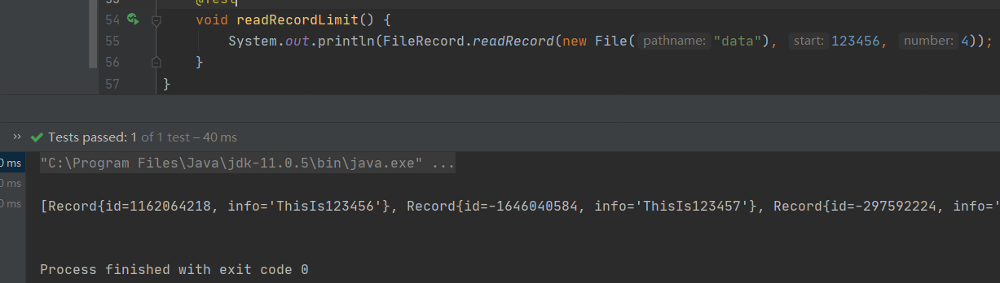 53 @Test
54 void readRecordLimit() {
55 System.out.println(FileRecord.readRecord(new File( pathname: "data"), start: 123456, number: 4));
56 }
57 }
» Tests passed: 1 of 1 test – 40 ms
0 ms "C:\Program Files\Java\jdk-11.0.5\bin\java.exe" ...
0 ms
0 ms [Record{id=1162064218, info='ThisIs123456'}, Record{id=-1646040584, info='ThisIs123457'}, Record{id=-297592224, info='
Process finished with exit code 0